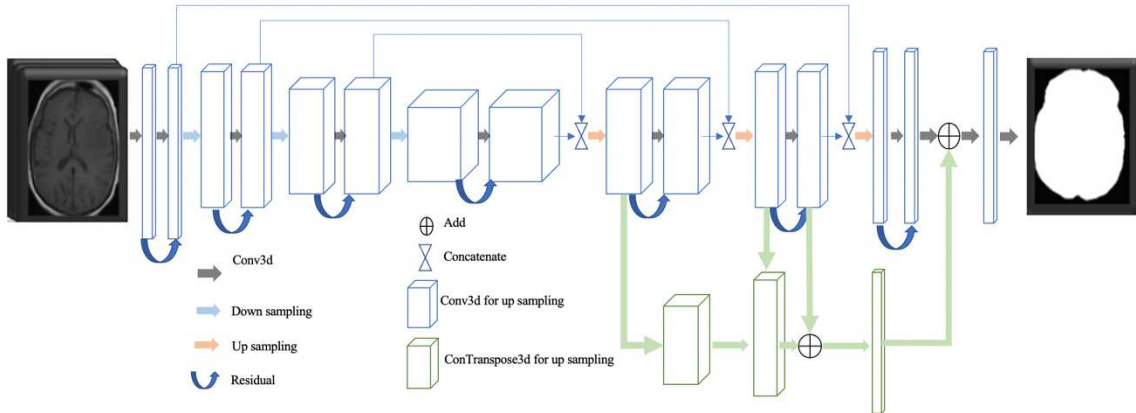 Conv3d
Down sampling
Up sampling
Residual
Add
Concatenate
Conv3d for up sampling
ConTranspose3d for up sampling